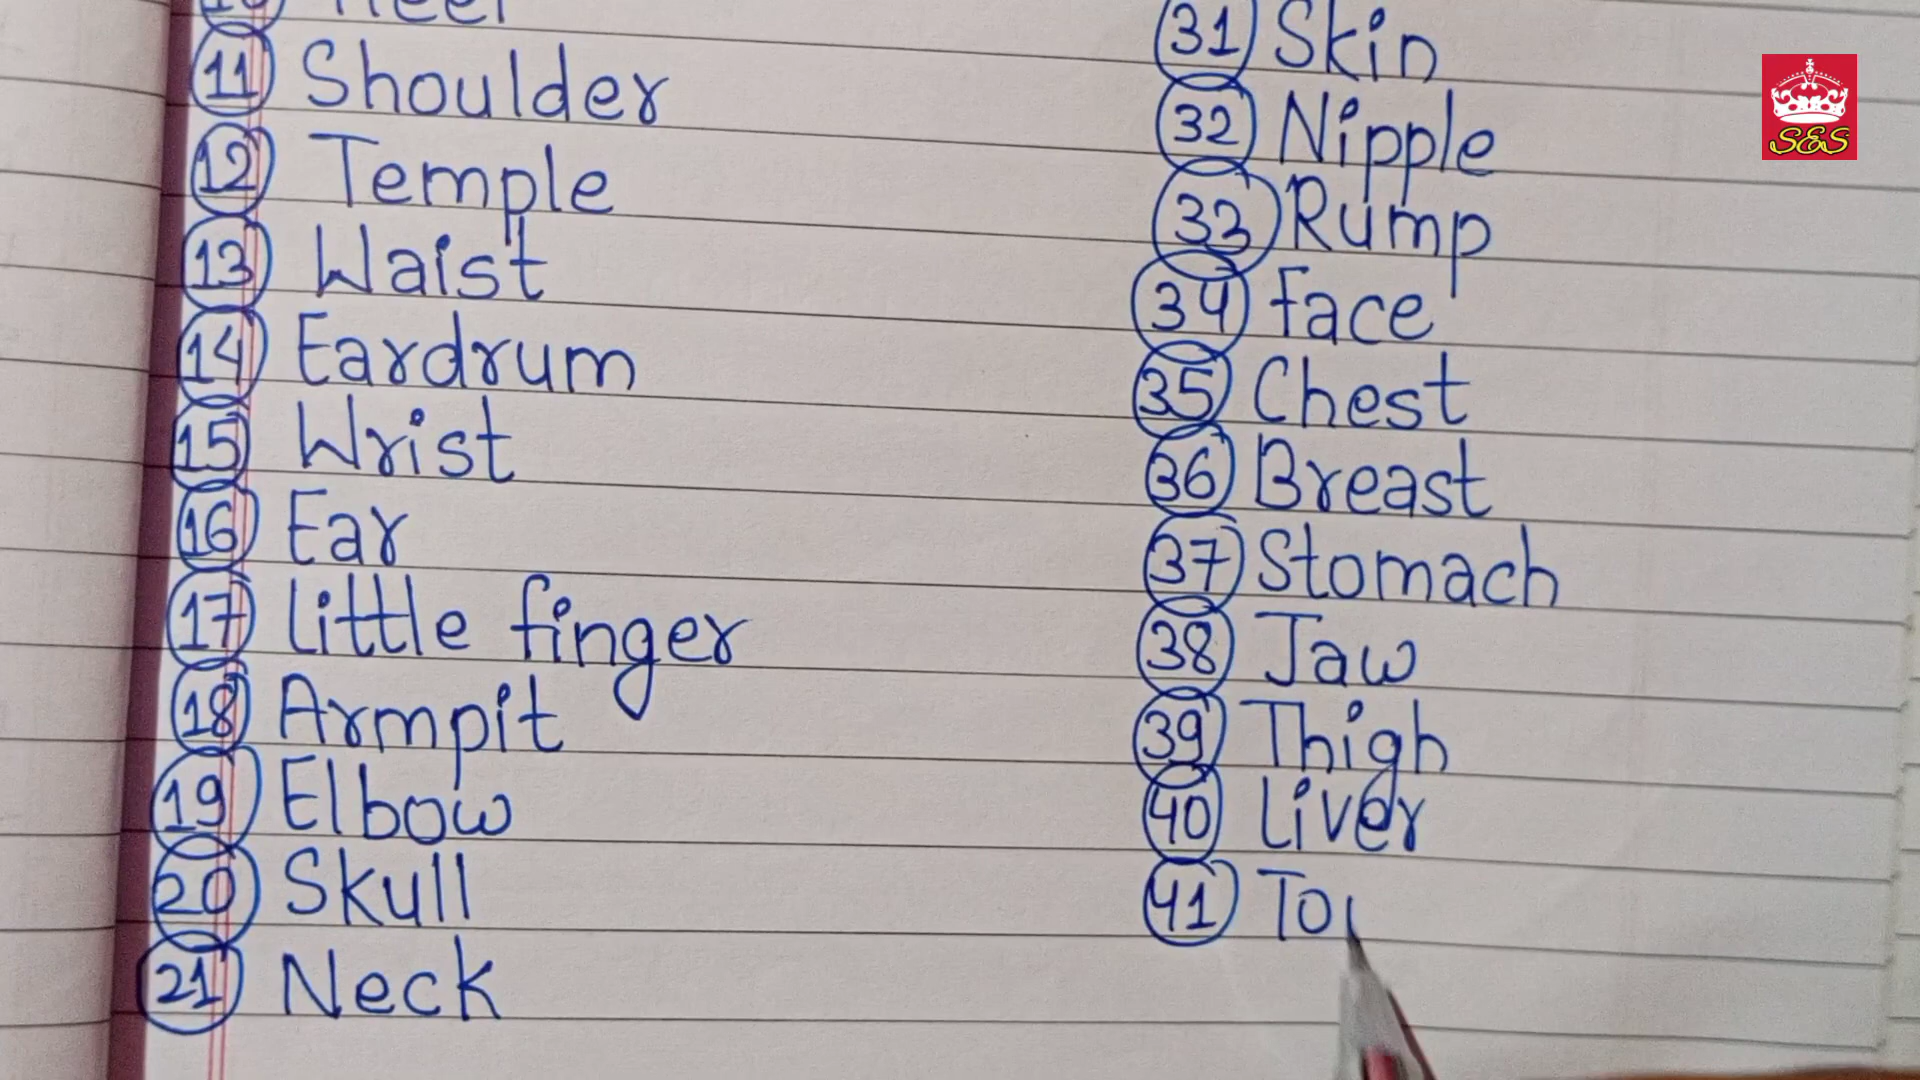 11 Shoulder
12 Temple
13 Waist
14 Eardrum
15 Wrist
16 Ear
17 little finger
18 Armpit
19 Elbow
20 Skull
21 Neck
31 Skin
32 Nipple
33 Rump
34 face
35 Chest
36 Breast
37 Stomach
38 Jaw
39 Thigh
40 Liver
41
S&S